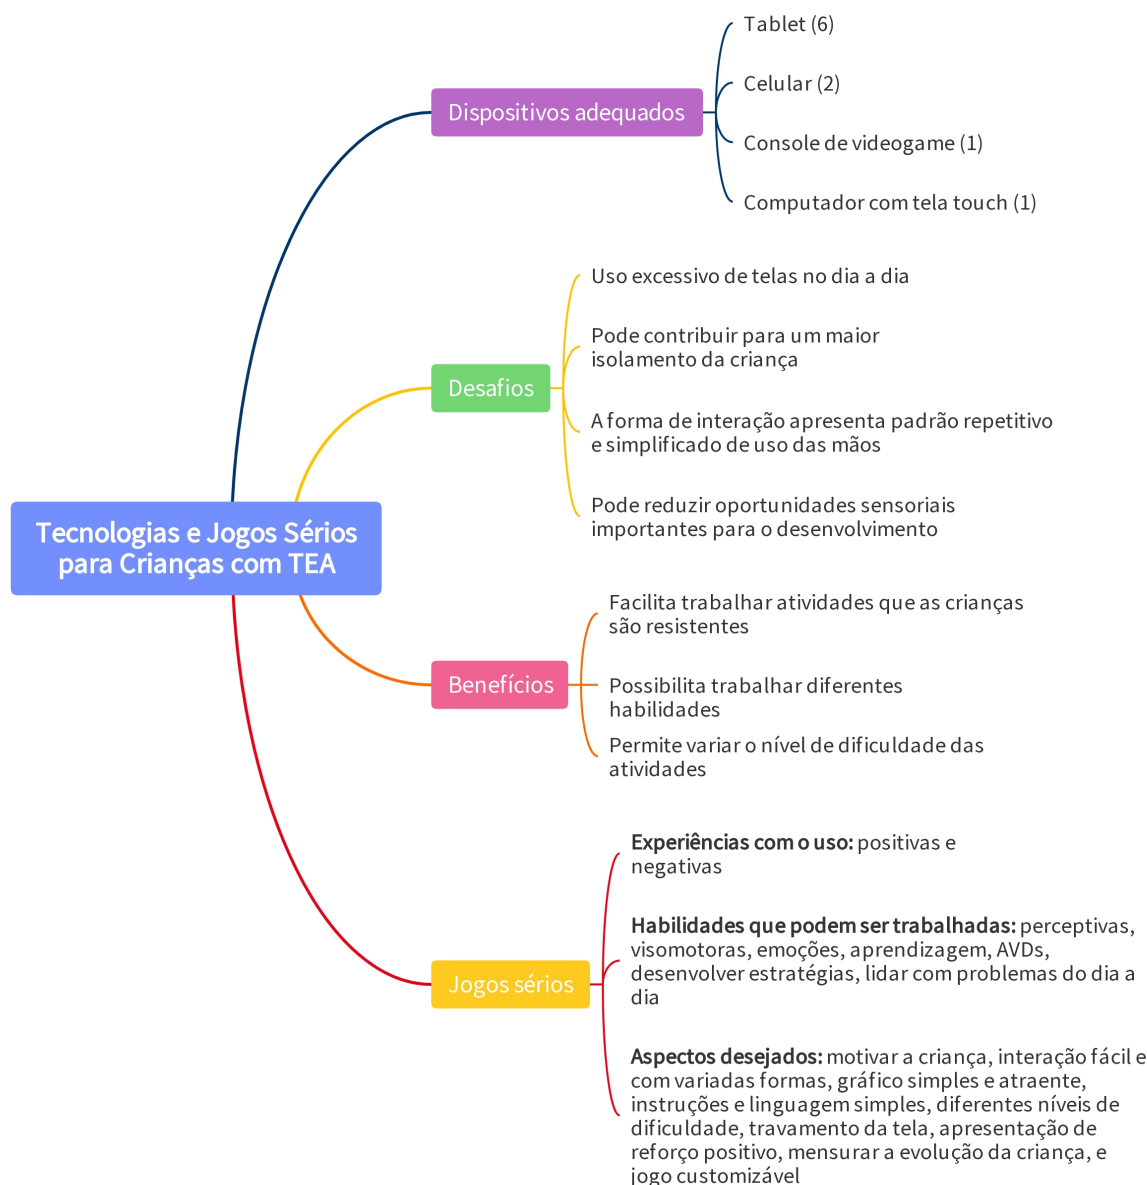 Tablet (6)
Celular (2)
Dispositivos adequados
Console de videogame (1)
Computador com tela touch (1)
Uso excessivo de telas no dia a dia
Pode contribuir para um maior
isolamento da criança
Desafios
A forma de interação apresenta padrão repetitivo
e simplificado de uso das mãos
Pode reduzir oportunidades sensoriais
importantes para o desenvolvimento
Tecnologias e Jogos Sérios
para Crianças com TEA
Facilita trabalhar atividades que as crianças
são resistentes
Benefícios
Possibilita trabalhar diferentes
habilidades
Permite variar o nível de dificuldade das
atividades
Experiências com o uso: positivas e
negativas
Habilidades que podem ser trabalhadas: perceptivas,
visomotoras, emoções, aprendizagem, AVDs,
desenvolver estratégias, lidar com problemas do dia a
dia
Jogos sérios
Aspectos desejados: motivar a criança, interação fácil e
com variadas formas, gráfico simples e atraente,
instruções e linguagem simples, diferentes níveis de
dificuldade, travamento da tela, apresentação de
reforço positivo, mensurar a evolução da criança, e
jogo customizável